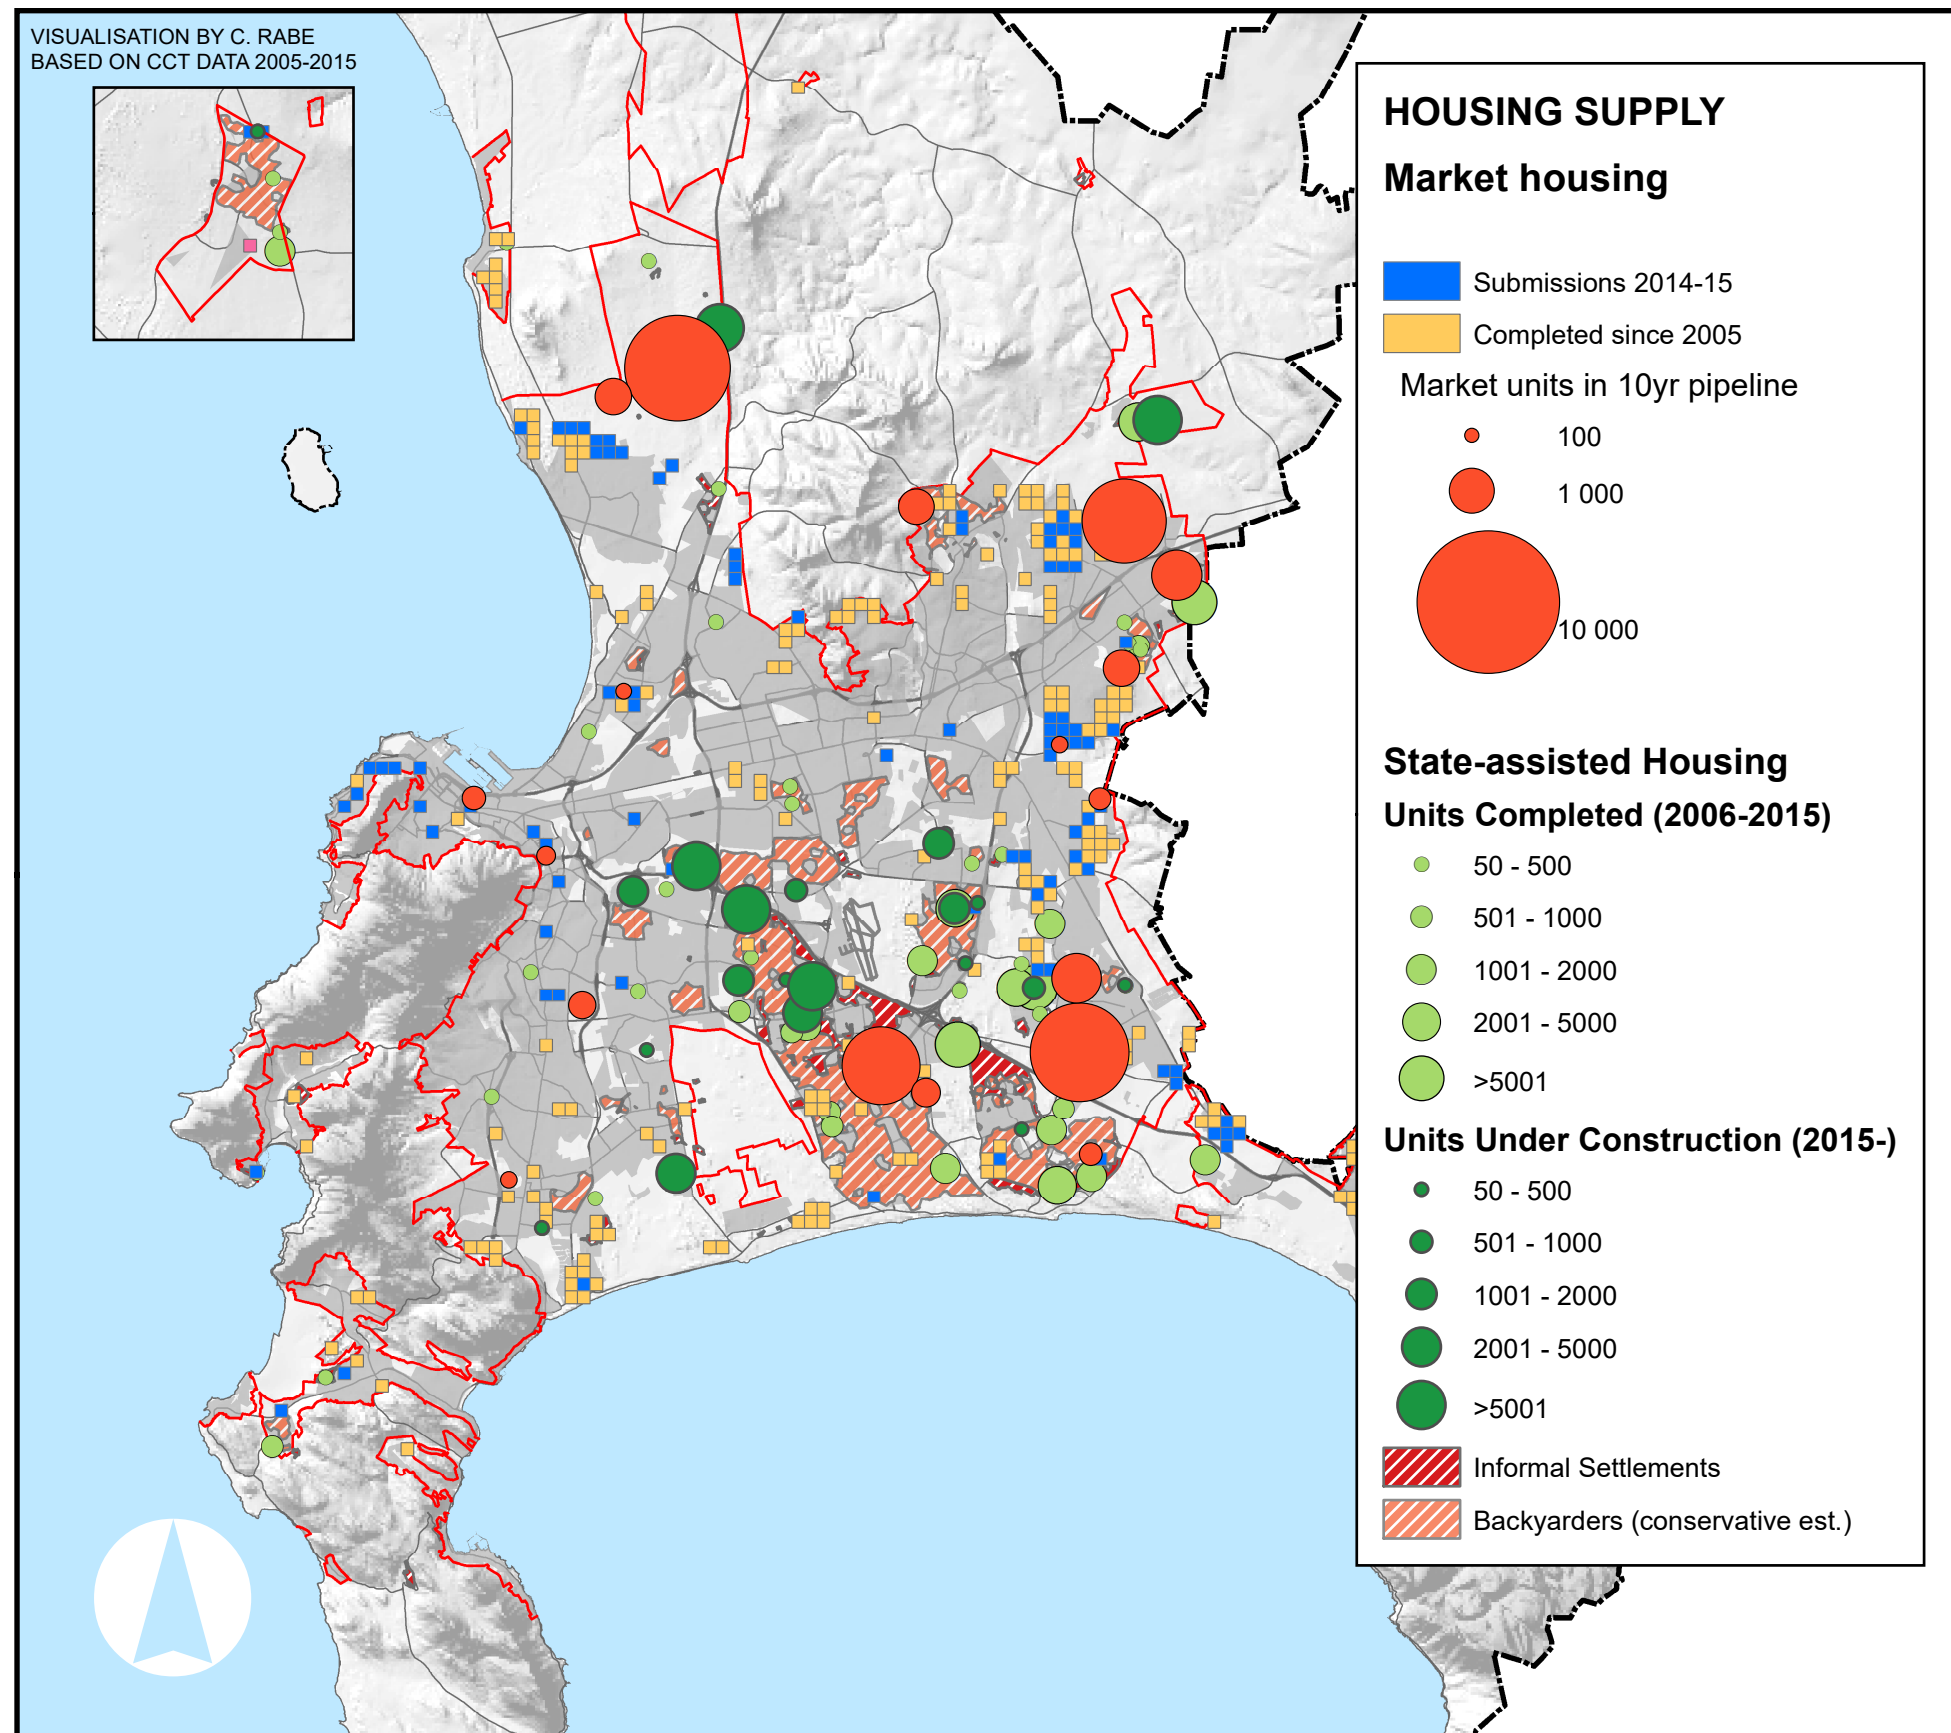 VISUALISATION BY C. RABE
BASED ON CCT DATA 2005-2015
HOUSING SUPPLY
Market housing
Submissions 2014-15
Completed since 2005
Market units in 10yr pipeline
100
1 000
10 000
State-assisted Housing
Units Completed (2006-2015)
50 - 500
501 - 1000
1001 - 2000
2001 - 5000
>5001
Units Under Construction (2015-)
50 - 500
501 - 1000
1001 - 2000
2001 - 5000
>5001
Informal Settlements
Backyarders (conservative est.)